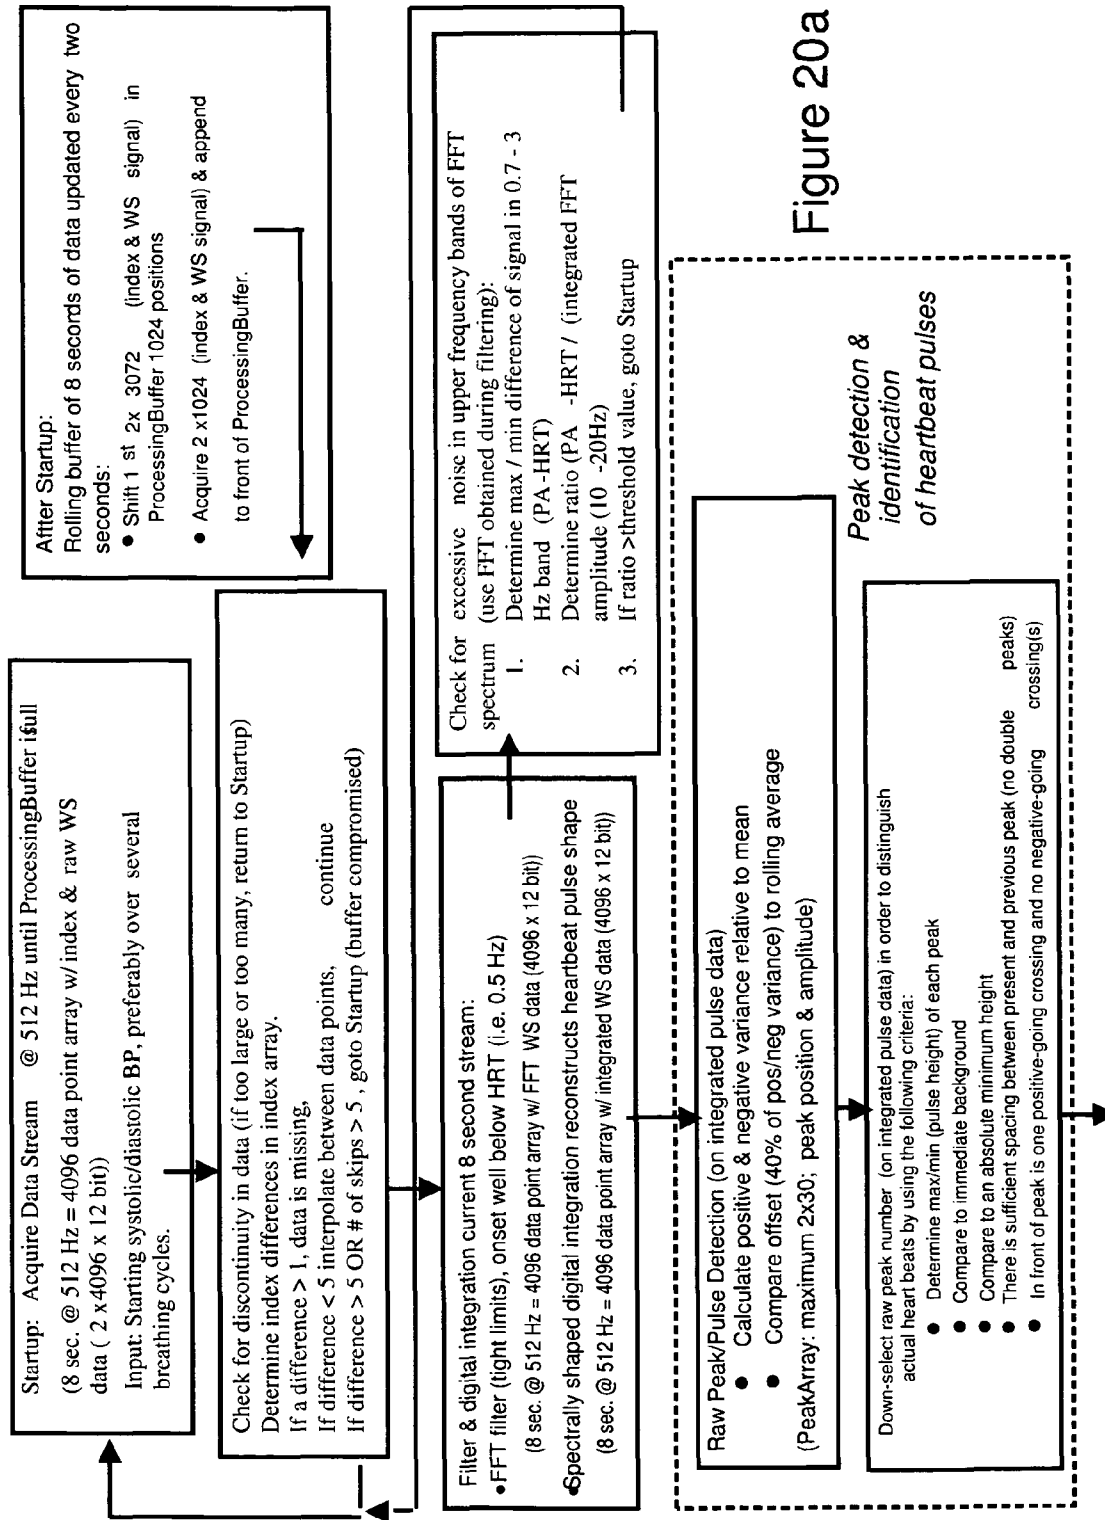 Startup: Acquire Data Stream @ 512 Hz until ProcessingBuffer is full
(8 sec. @ 512 Hz = 4096 data point array w/ index & raw WS
data ( 2 x4096 x 12 bit))
Input: Starting systolic/diastolic BP, preferably over several
breathing cycles.
After Startup:
Rolling buffer of 8 seconds of data updated every two
seconds:
● Shift 1 st 2x 3072 (index & WS signal) in
ProcessingBuffer 1024 positions
● Acquire 2 x1024 (index & WS signal) & append
to front of ProcessingBuffer.
Check for discontinuity in data (if too large or too many, return to Startup)
Determine index differences in index array.
If a difference > 1, data is missing,
If difference < 5 interpolate between data points, continue
If difference > 5 OR # of skips > 5 , goto Startup (buffer compromised)
Filter & digital integration current 8 second stream:
●FFT filter (tight limits), onset well below HRT (i.e. 0.5 Hz)
(8 sec. @ 512 Hz = 4096 data point array w/ FFT WS data (4096 x 12 bit))
●Spectrally shaped digital integration reconstructs heartbeat pulse shape
(8 sec. @ 512 Hz = 4096 data point array w/ integrated WS data (4096 x 12 bit))
Check for excessive noise in upper frequency bands of FFT
spectrum (use FFT obtained during filtering):
1. Determine max / min difference of signal in 0.7 - 3
Hz band (PA-HRT)
2. Determine ratio (PA -HRT / (integrated FFT
amplitude (10 -20Hz)
3. If ratio >threshold value, goto Startup
Raw Peak/Pulse Detection (on integrated pulse data)
● Calculate positive & negative variance relative to mean
● Compare offset (40% of pos/neg variance) to rolling average
(PeakArray: maximum 2x30; peak position & amplitude)
Peak detection &
identification
of heartbeat pulses
Down-select raw peak number (on integrated pulse data) in order to distinguish
actual heart beats by using the following criteria:
● Determine max/min (pulse height) of each peak
● Compare to immediate background
● Compare to an absolute minimum height
● There is sufficient spacing between present and previous peak (no double peaks)
● In front of peak is one positive-going crossing and no negative-going crossing(s)
Figure 20a